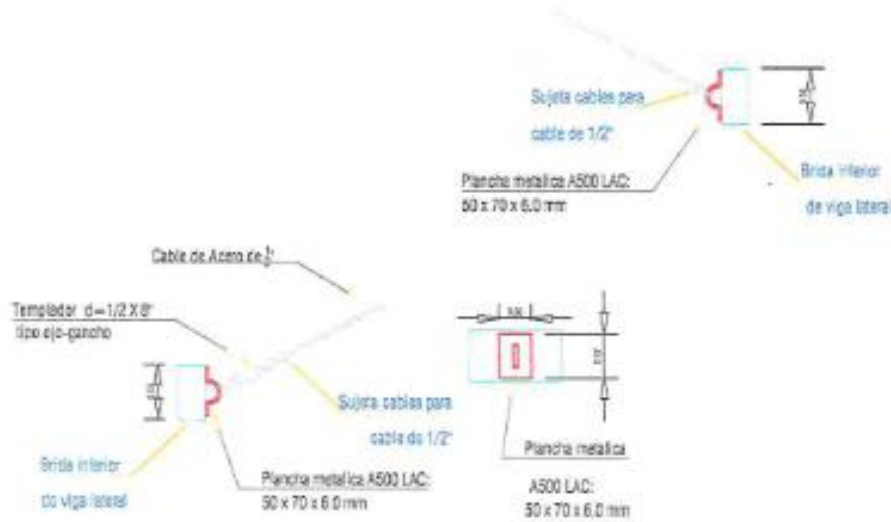 Sujeta cables para
cable de 1/2"
Plancha metalica A500 LAC:
50 x 70 x 6.0 mm
Brida inferior
de viga lateral
Cable de Acero de
Templador d=1/2 X 8"
tipo ojo-gancho
Sujeta cables para
cable de 1/2"
Brida inferior
de viga lateral
Plancha metalica A500 LAC:
50 x 70 x 6.0 mm
Plancha metalica
A500 LAC:
50 x 70 x 6.0 mm